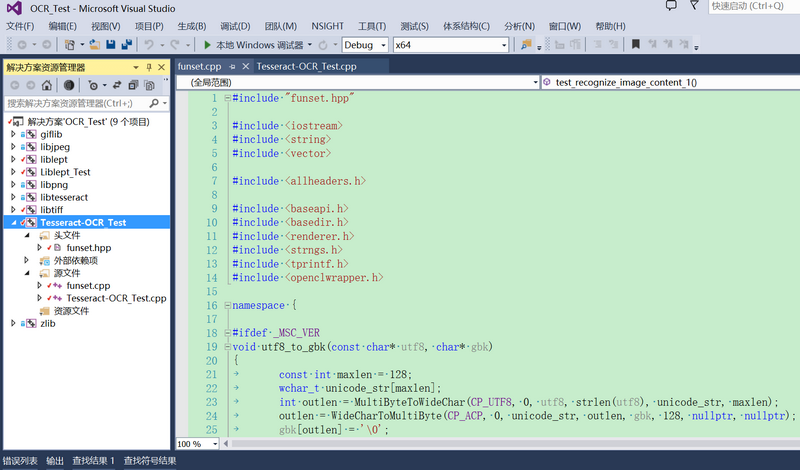 OCR_Test - Microsoft Visual Studio
快速启动 (Ctrl+Q)
文件(F) 编辑(E) 视图(V) 项目(P) 生成(B) 调试(D) 团队(M) NSIGHT 工具(T) 测试(S) 体系结构(C) 分析(N) 窗口(W) 帮助(H)
本地 Windows 调试器 Debug x64
解决方案资源管理器
搜索解决方案资源管理器(Ctrl+;)
解决方案'OCR_Test' (9 个项目)
giflib
libjpeg
liblept
Liblept_Test
libpng
libtesseract
libtiff
Tesseract-OCR_Test
头文件
funset.hpp
外部依赖项
源文件
funset.cpp
Tesseract-OCR_Test.cpp
资源文件
zlib
funset.cpp Tesseract-OCR_Test.cpp
(全局范围) test_recognize_image_content_1()
1 #include "funset.hpp"
2
3 #include <iostream>
4 #include <string>
5 #include <vector>
6
7 #include <allheaders.h>
8
9 #include <baseapi.h>
10 #include <basedir.h>
11 #include <renderer.h>
12 #include <strngs.h>
13 #include <tprintf.h>
14 #include <openclwrapper.h>
15
16 namespace {
17
18 #ifdef _MSC_VER
19 void utf8_to_gbk(const char* utf8, char* gbk)
20 {
21 const int maxlen = 128;
22 wchar_t unicode_str[maxlen];
23 int outlen = MultiByteToWideChar(CP_UTF8, 0, utf8, strlen(utf8), unicode_str, maxlen);
24 outlen = WideCharToMultiByte(CP_ACP, 0, unicode_str, outlen, gbk, 128, nullptr, nullptr);
25 gbk[outlen] = '\0';
100 %
错误列表 输出 查找结果 1 查找符号结果